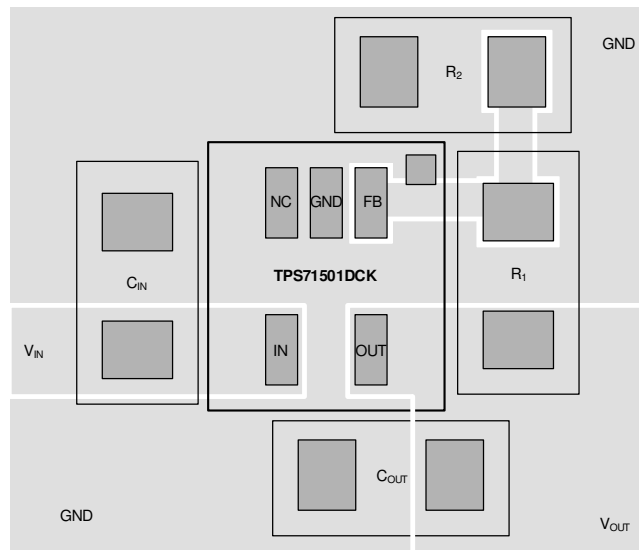 GND
R2
NC
GND
FB
TPS71501DCK
CIN
R1
VIN
IN
OUT
COUT
GND
VOUT